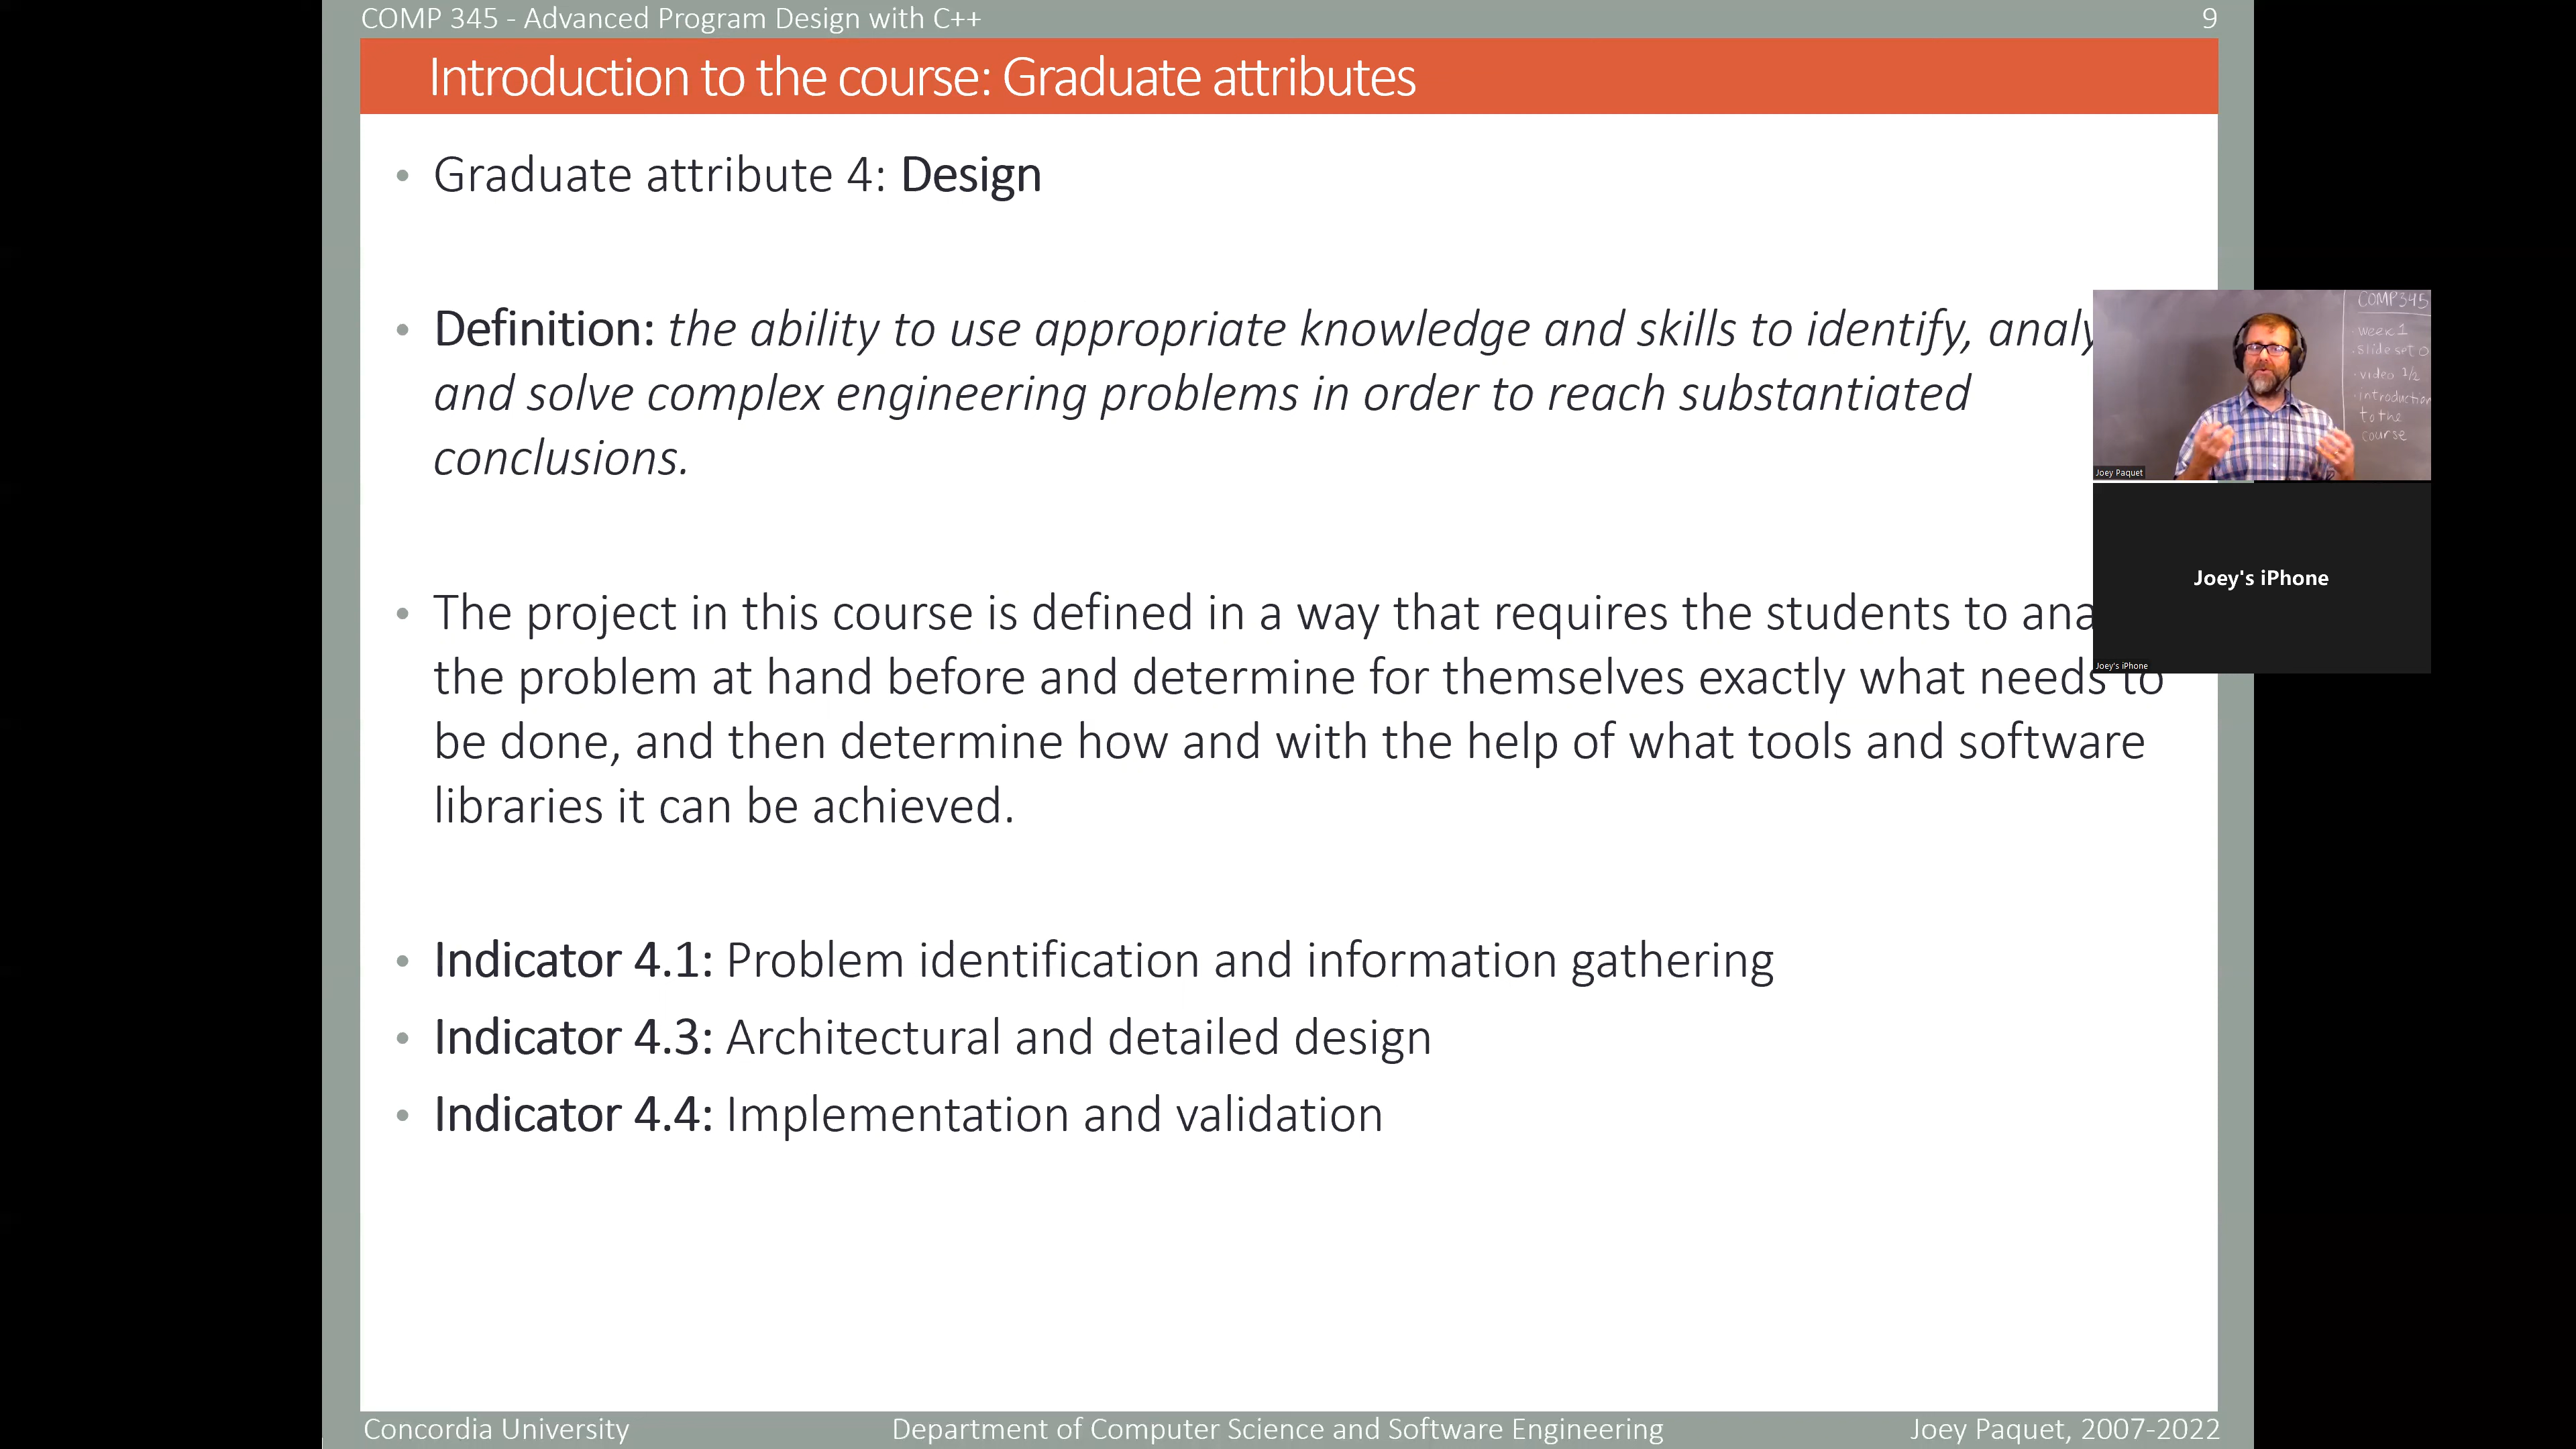 COMP 345 - Advanced Program Design with C++
9
Introduction to the course: Graduate attributes
• Graduate attribute 4: Design
• Definition: the ability to use appropriate knowledge and skills to identify,
and solve complex engineering problems in order to reach substantiated
conclusions.
• The project in this course is defined in a way that requires the students to
the problem at hand before and determine for themselves exactly what needs to
be done, and then determine how and with the help of what tools and software
libraries it can be achieved.
• Indicator 4.1: Problem identification and information gathering
• Indicator 4.3: Architectural and detailed design
• Indicator 4.4: Implementation and validation
COMP345
· week 1
· slide set 0
· video 1/2
· introduction
to the
course
Joey Paquet
Joey's iPhone
Joey's iPhone
Concordia University
Department of Computer Science and Software Engineering
Joey Paquet, 2007-2022